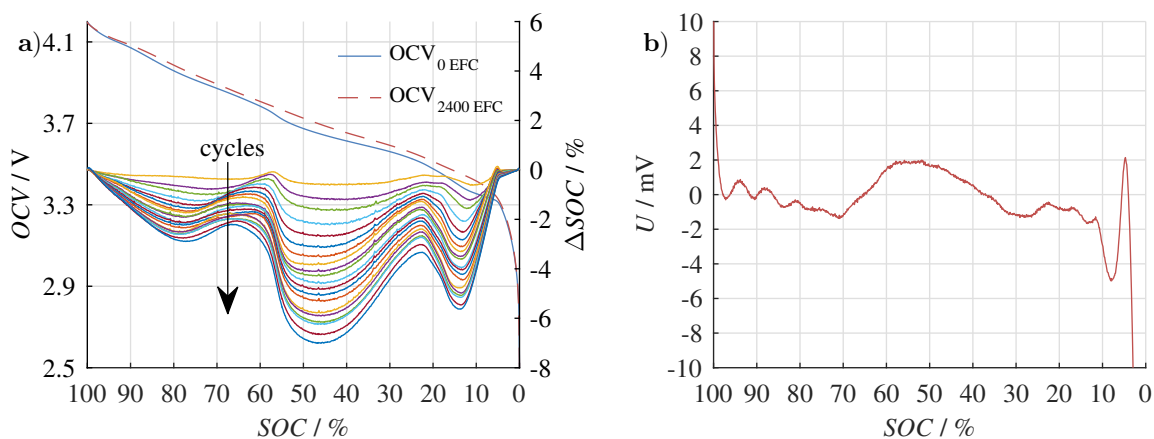 a)
OCV / V
4.1
3.7
3.3
2.9
2.5
100 90 80 70 60 50 40 30 20 10 0
SOC / %
OCV0 EFC
OCV2400 EFC
cycles
6
4
2
0
-2
-4
-6
-8
ΔSOC / %
b)
U / mV
10
8
6
4
2
0
-2
-4
-6
-8
-10
100 90 80 70 60 50 40 30 20 10 0
SOC / %